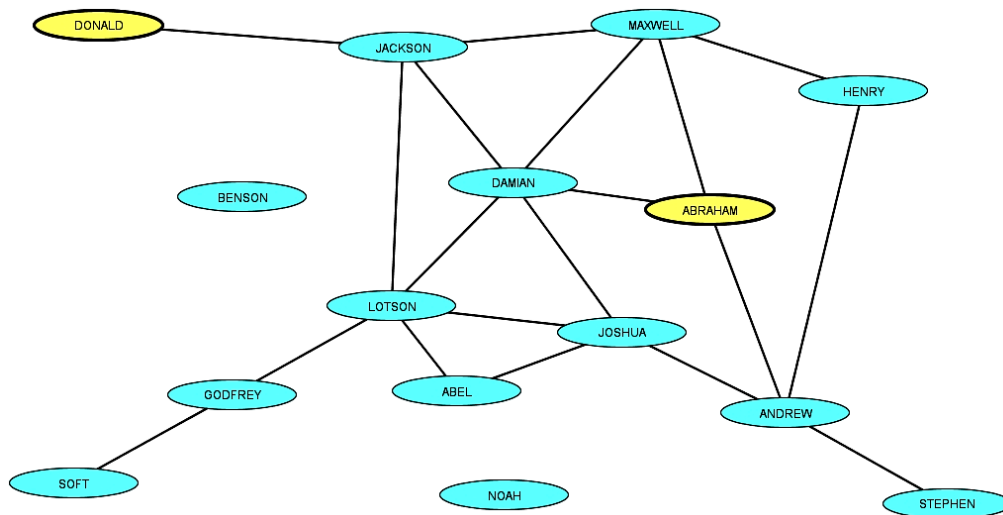 DONALD
MAXWELL
JACKSON
HENRY
DAMIAN
BENSON
ABRAHAM
LOTSON
JOSHUA
GODFREY
ABEL
ANDREW
SOFT
NOAH
STEPHEN